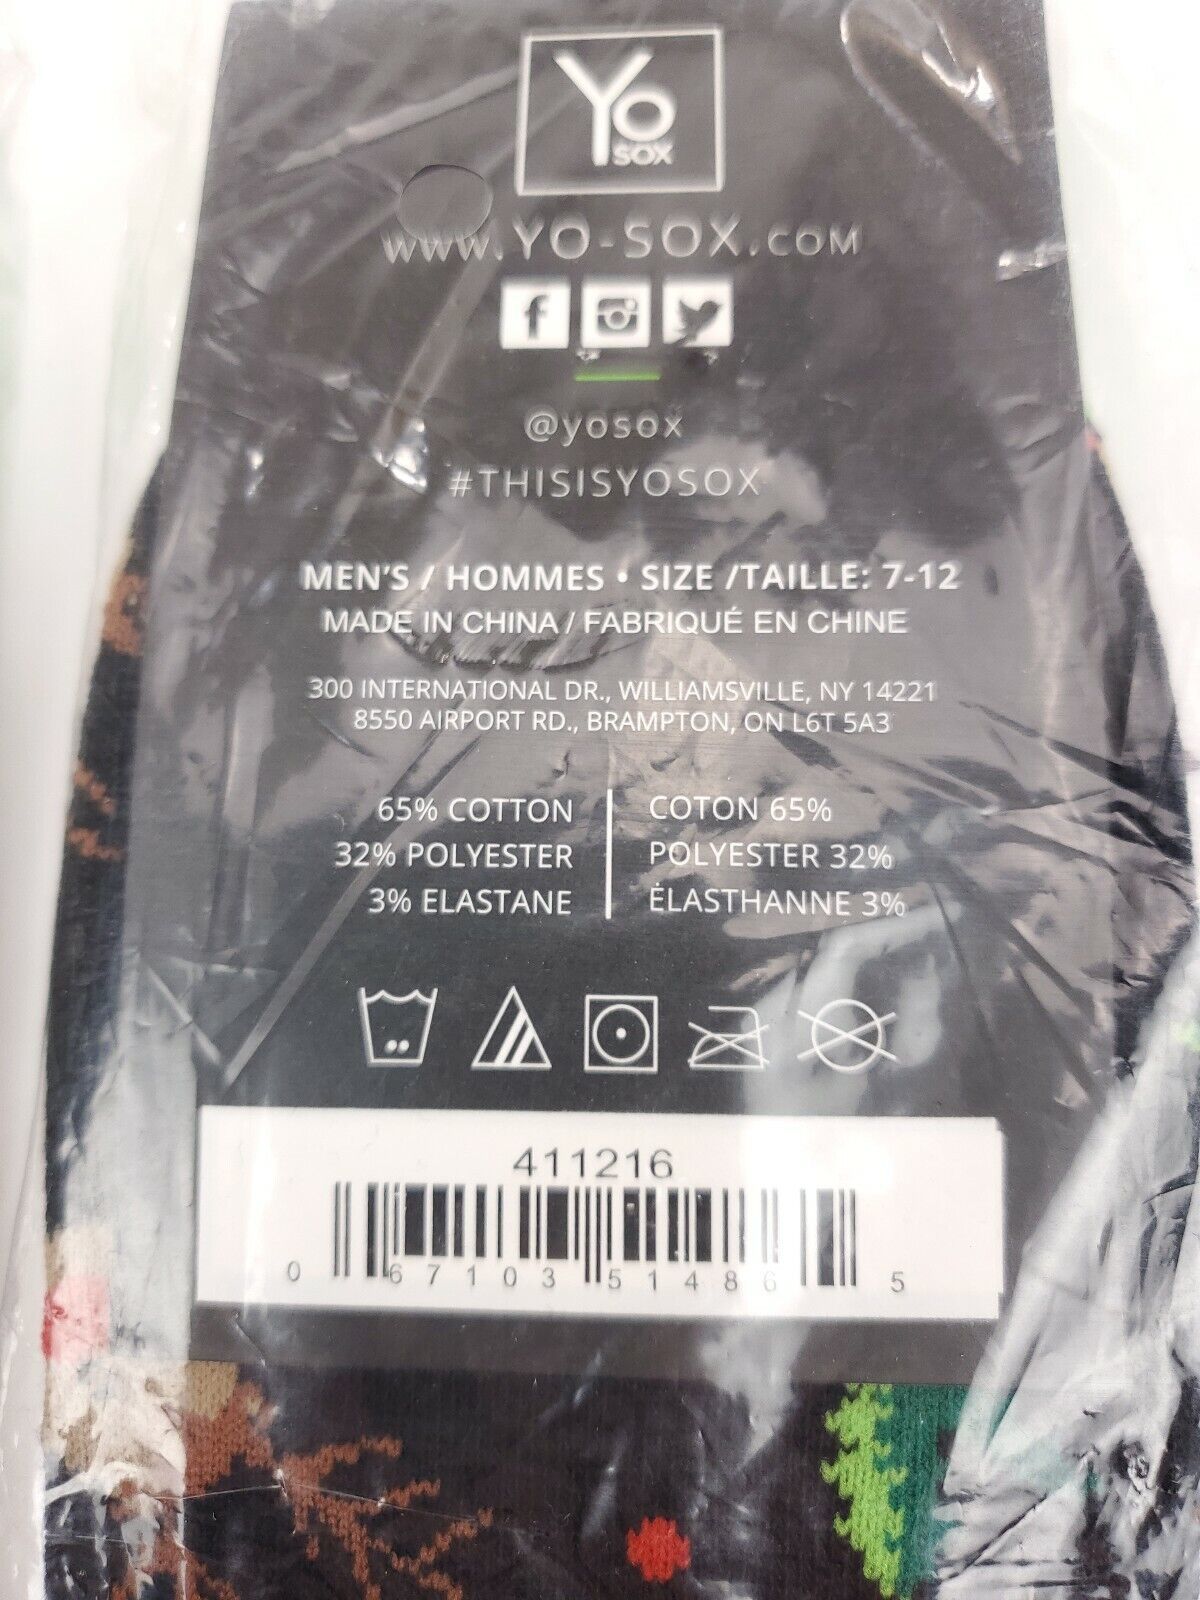 Yo
SOX
WWW.YO-SOX.COM
f
@yosox
#THISISYOSOX
MEN'S / HOMMES • SIZE /TAILLE: 7-12
MADE IN CHINA / FABRIQUÉ EN CHINE
300 INTERNATIONAL DR., WILLIAMSVILLE, NY 14221
8550 AIRPORT RD., BRAMPTON, ON L6T 5A3
65% COTTON
32% POLYESTER
3% ELASTANE
COTON 65%
POLYESTER 32%
ÉLASTHANNE 3%
411216
0 67103 51486 5